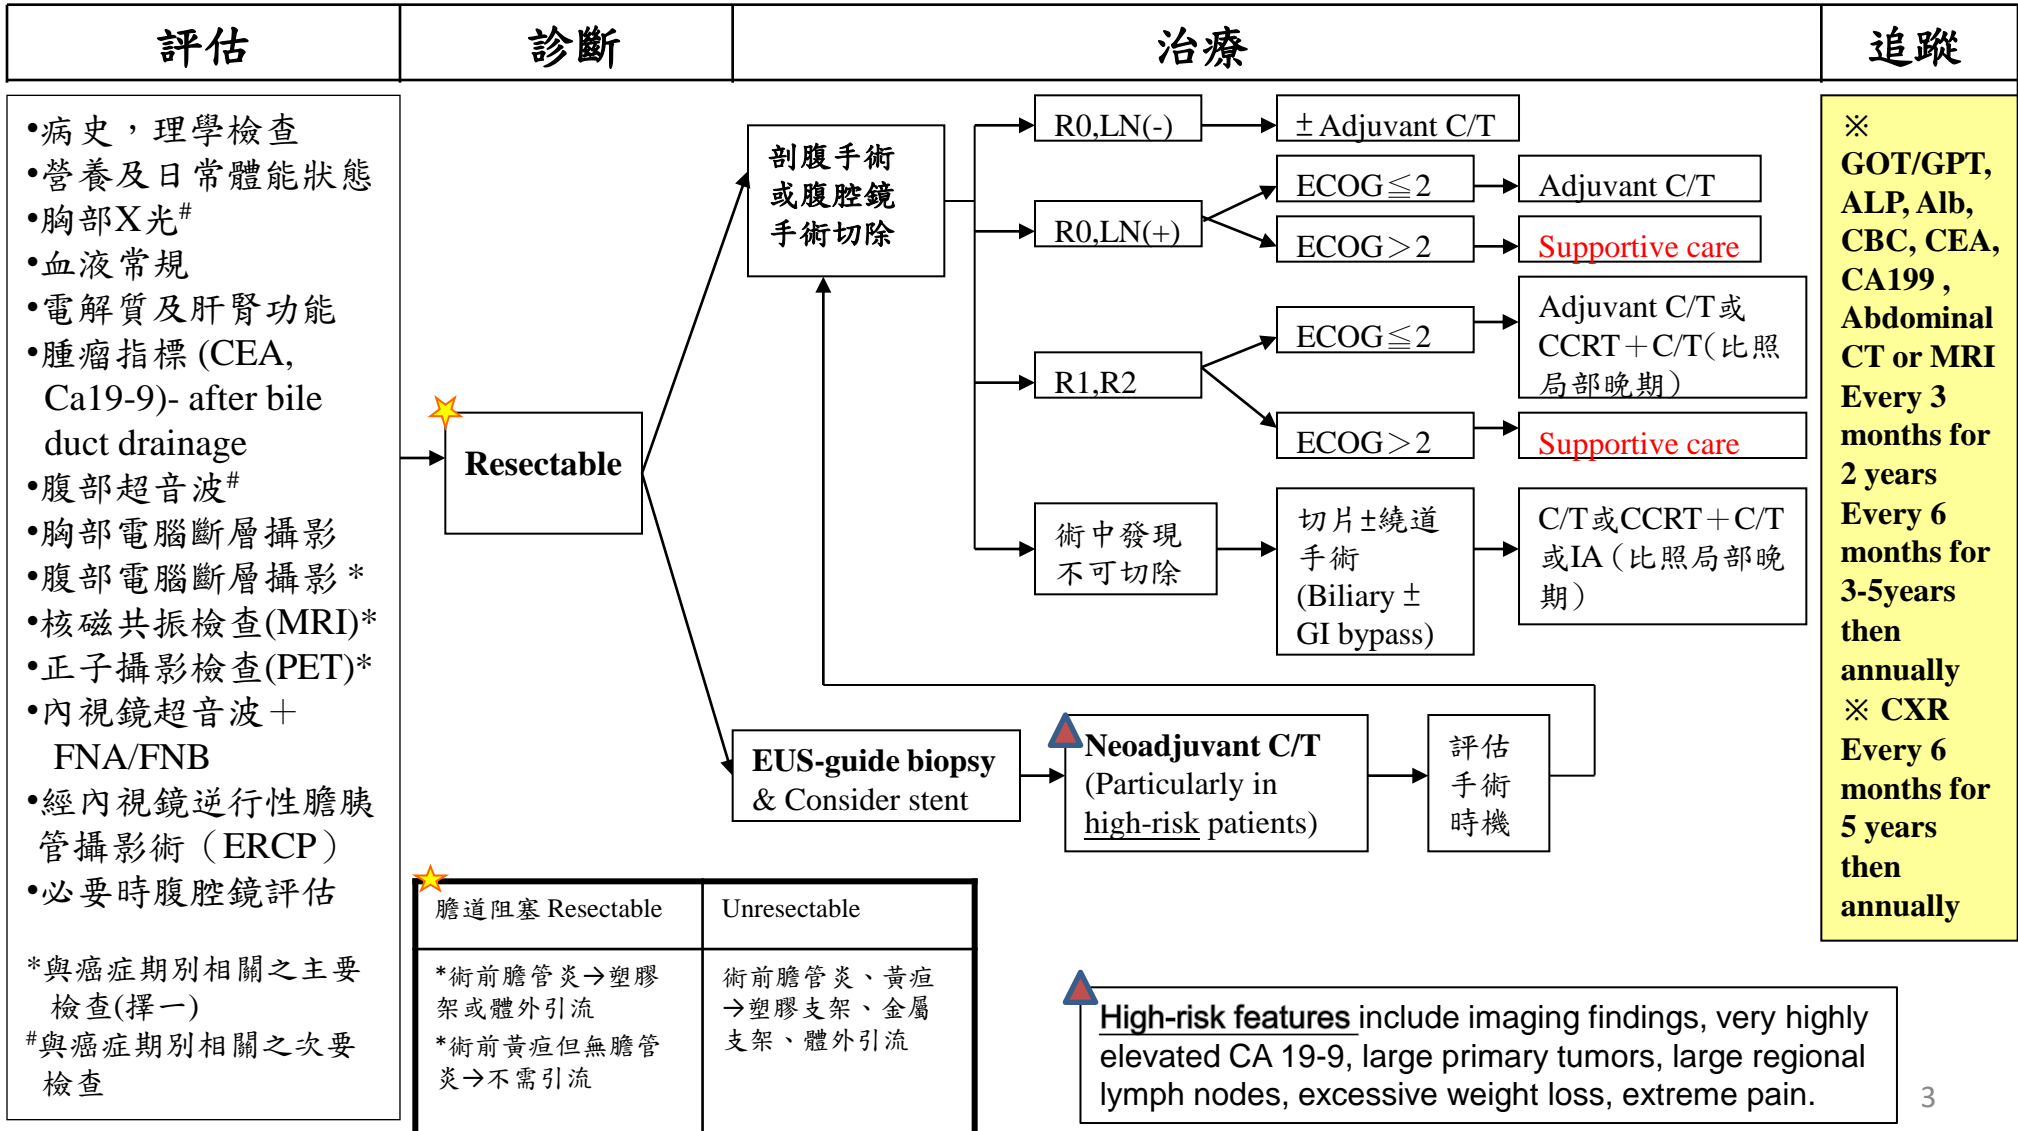 評估
診斷
治療
追蹤
•病史，理學檢查
•營養及日常體能狀態
•胸部X光#
•血液常規
•電解質及肝腎功能
•腫瘤指標 (CEA,
Ca19-9)- after bile
duct drainage
•腹部超音波#
•胸部電腦斷層攝影
•腹部電腦斷層攝影 *
•核磁共振檢查(MRI)*
•正子攝影檢查(PET)*
•內視鏡超音波＋
FNA/FNB
•經內視鏡逆行性膽胰
管攝影術（ERCP）
•必要時腹腔鏡評估
*與癌症期別相關之主要
檢查(擇一)
#與癌症期別相關之次要
檢查
Resectable
剖腹手術
或腹腔鏡
手術切除
R0,LN(-)
± Adjuvant C/T
R0,LN(+)
ECOG≦2
Adjuvant C/T
ECOG＞2
Supportive care
R1,R2
ECOG≦2
Adjuvant C/T或
CCRT＋C/T(比照
局部晚期）
ECOG＞2
Supportive care
術中發現
不可切除
切片±繞道
手術
(Biliary ±
GI bypass)
C/T或CCRT＋C/T
或IA（比照局部晚
期）
EUS-guide biopsy
& Consider stent
Neoadjuvant C/T
(Particularly in
high-risk patients)
評估
手術
時機
膽道阻塞 Resectable
Unresectable
*術前膽管炎→塑膠
架或體外引流
*術前黃疸但無膽管
炎→不需引流
術前膽管炎、黃疸
→塑膠支架、金屬
支架、體外引流
High-risk features include imaging findings, very highly
elevated CA 19-9, large primary tumors, large regional
lymph nodes, excessive weight loss, extreme pain.
※
GOT/GPT,
ALP, Alb,
CBC, CEA,
CA199 ,
Abdominal
CT or MRI
Every 3
months for
2 years
Every 6
months for
3-5years
then
annually
※ CXR
Every 6
months for
5 years
then
annually
3